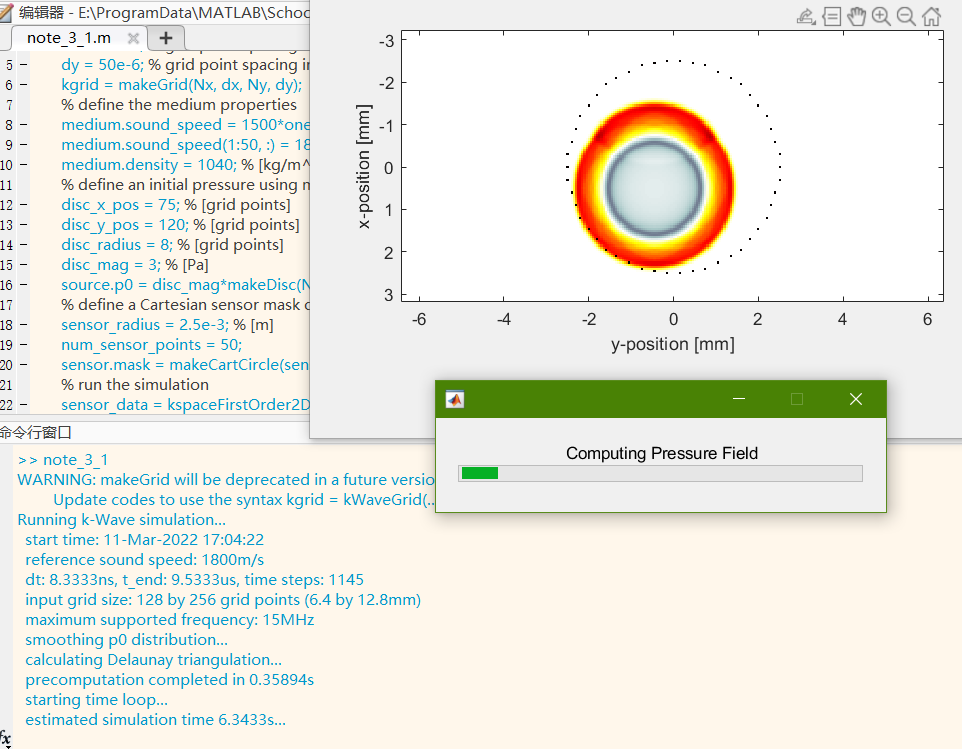 编辑器 - E:\ProgramData\MATLAB\Schoo
note_3_1.m
5 - dy = 50e-6; % grid point spacing i
6 - kgrid = makeGrid(Nx, dx, Ny, dy);
7 % define the medium properties
8 - medium.sound_speed = 1500*one
9 - medium.sound_speed(1:50, :) = 18
10 - medium.density = 1040; % [kg/m^
11 % define an initial pressure using m
12 - disc_x_pos = 75; % [grid points]
13 - disc_y_pos = 120; % [grid points]
14 - disc_radius = 8; % [grid points]
15 - disc_mag = 3; % [Pa]
16 - source.p0 = disc_mag*makeDisc(N
17 % define a Cartesian sensor mask o
18 - sensor_radius = 2.5e-3; % [m]
19 - num_sensor_points = 50;
20 - sensor.mask = makeCartCircle(sen
21 % run the simulation
22 - sensor_data = kspaceFirstOrder2D
-3
-2
-1
0
1
2
3
x-position [mm]
-6 -4 -2 0 2 4 6
y-position [mm]
Computing Pressure Field
命令行窗口
>> note_3_1
WARNING: makeGrid will be deprecated in a future versio
Update codes to use the syntax kgrid = kWaveGrid(...
Running k-Wave simulation...
start time: 11-Mar-2022 17:04:22
reference sound speed: 1800m/s
dt: 8.3333ns, t_end: 9.5333us, time steps: 1145
input grid size: 128 by 256 grid points (6.4 by 12.8mm)
maximum supported frequency: 15MHz
smoothing p0 distribution...
calculating Delaunay triangulation...
precomputation completed in 0.35894s
starting time loop...
estimated simulation time 6.3433s...
fx